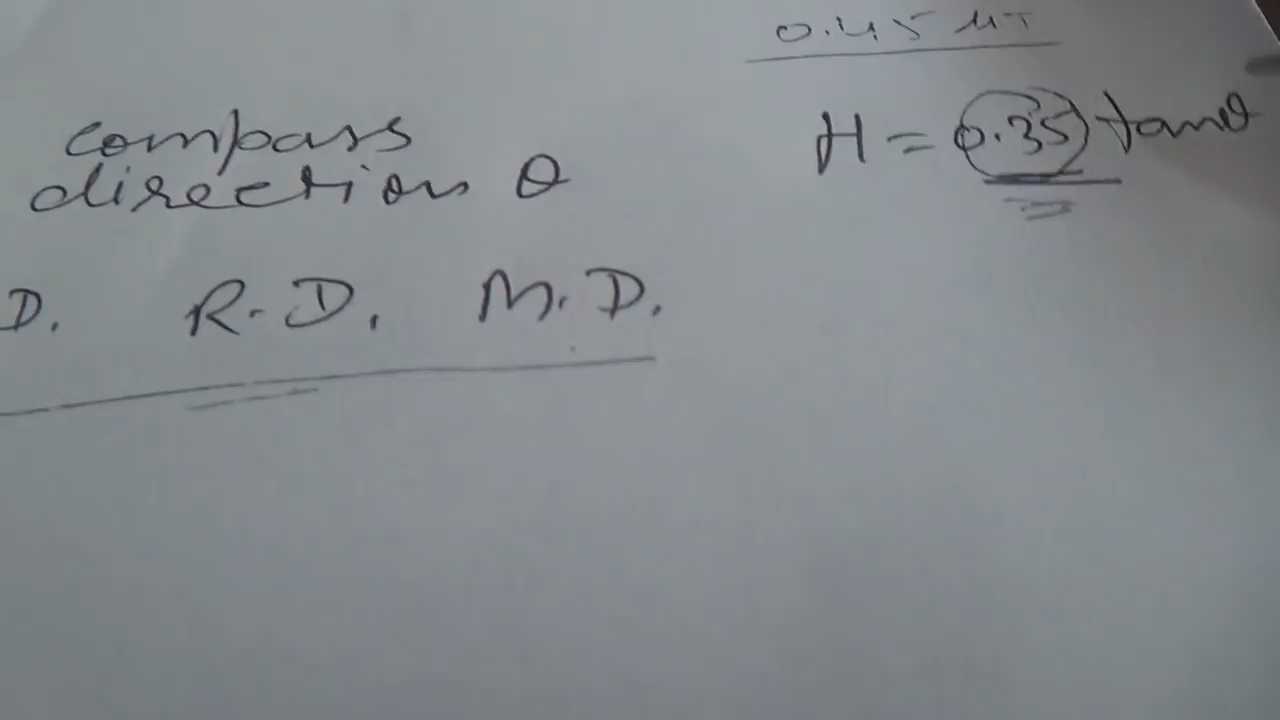 0.45 μT
H = 0.35 tanθ
compass
direction θ
D. R.D. M.D.